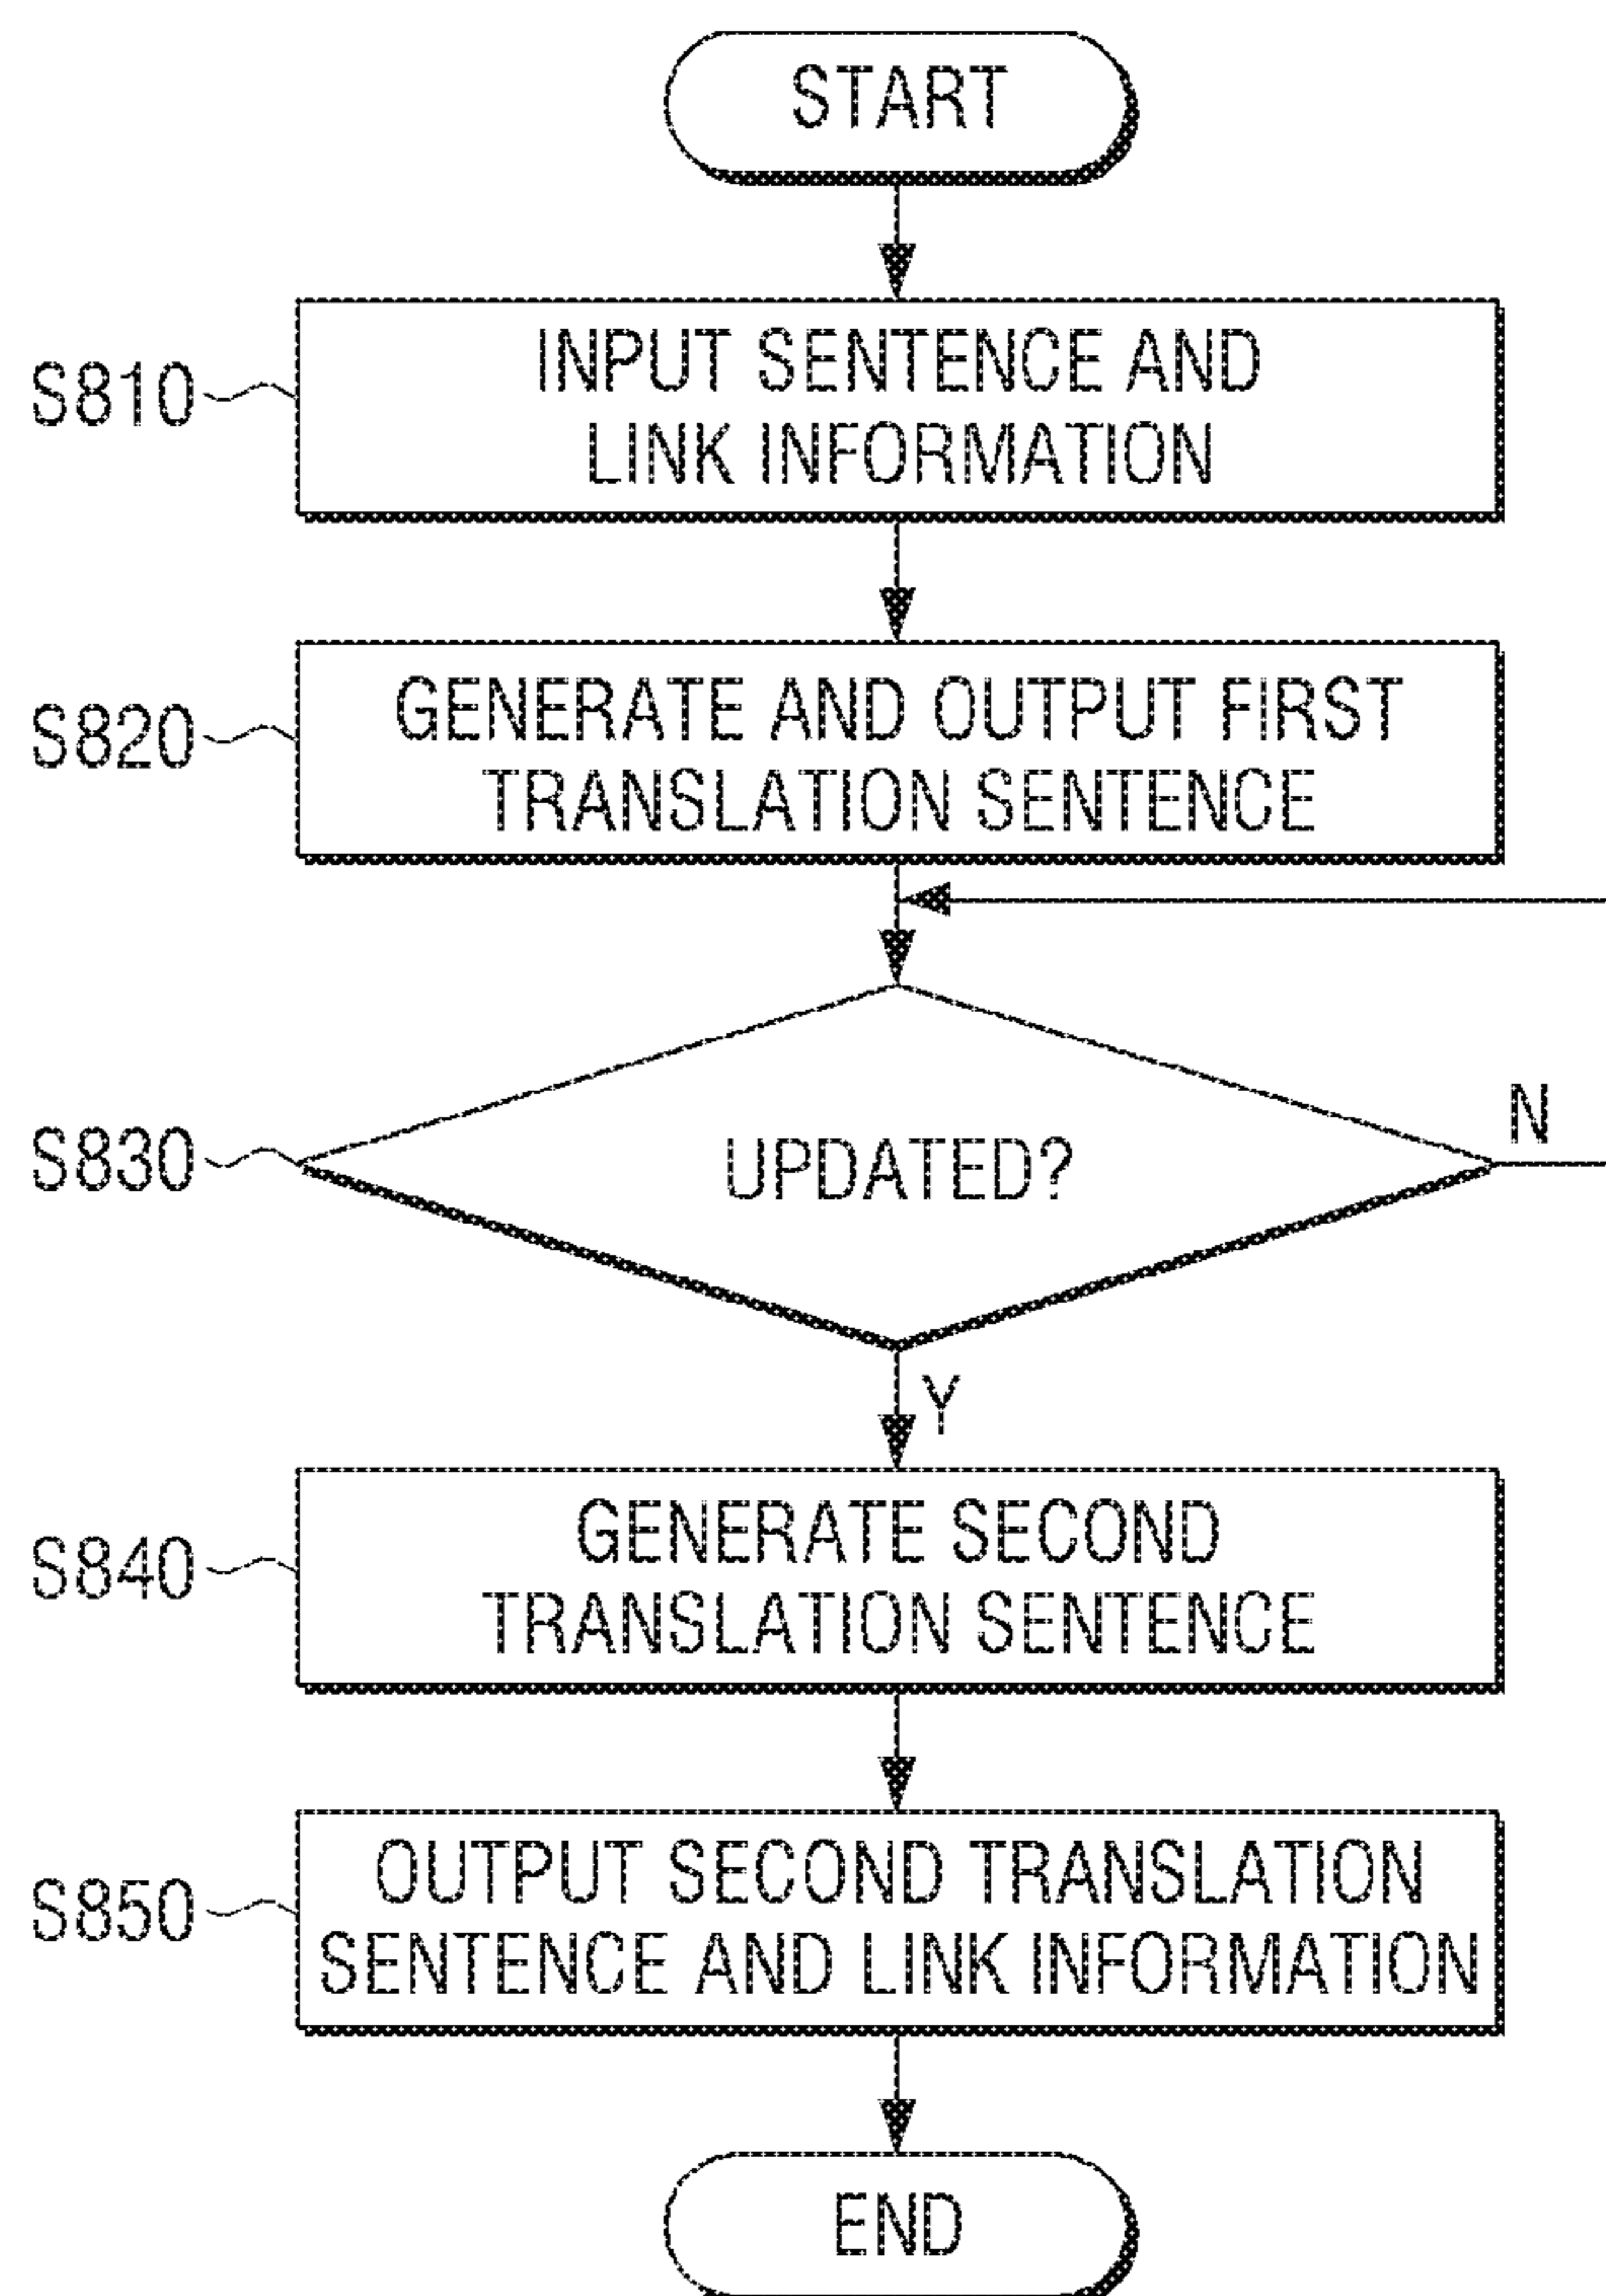 START
S810
INPUT SENTENCE AND
LINK INFORMATION
S820
GENERATE AND OUTPUT FIRST
TRANSLATION SENTENCE
S830
UPDATED?
N
Y
S840
GENERATE SECOND
TRANSLATION SENTENCE
S850
OUTPUT SECOND TRANSLATION
SENTENCE AND LINK INFORMATION
END